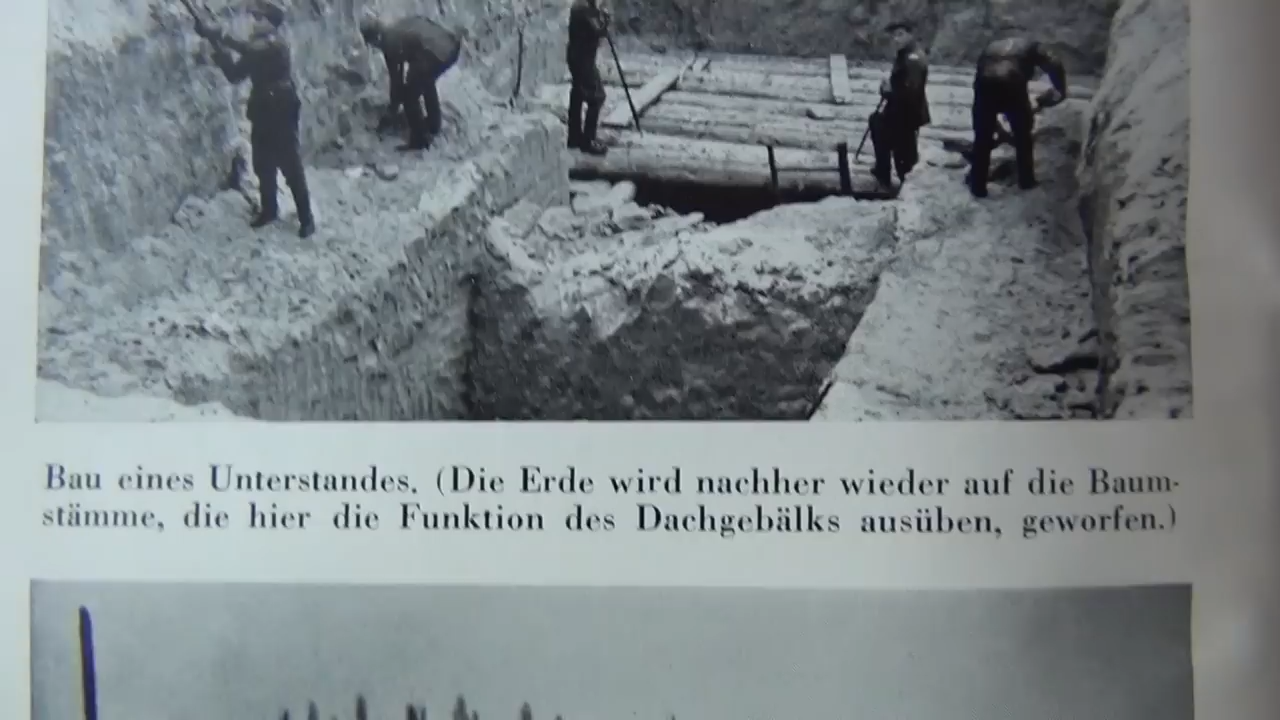 Bau eines Unterstandes. (Die Erde wird nachher wieder auf die Baum-
stämme, die hier die Funktion des Dachgebälks ausüben, geworfen.)